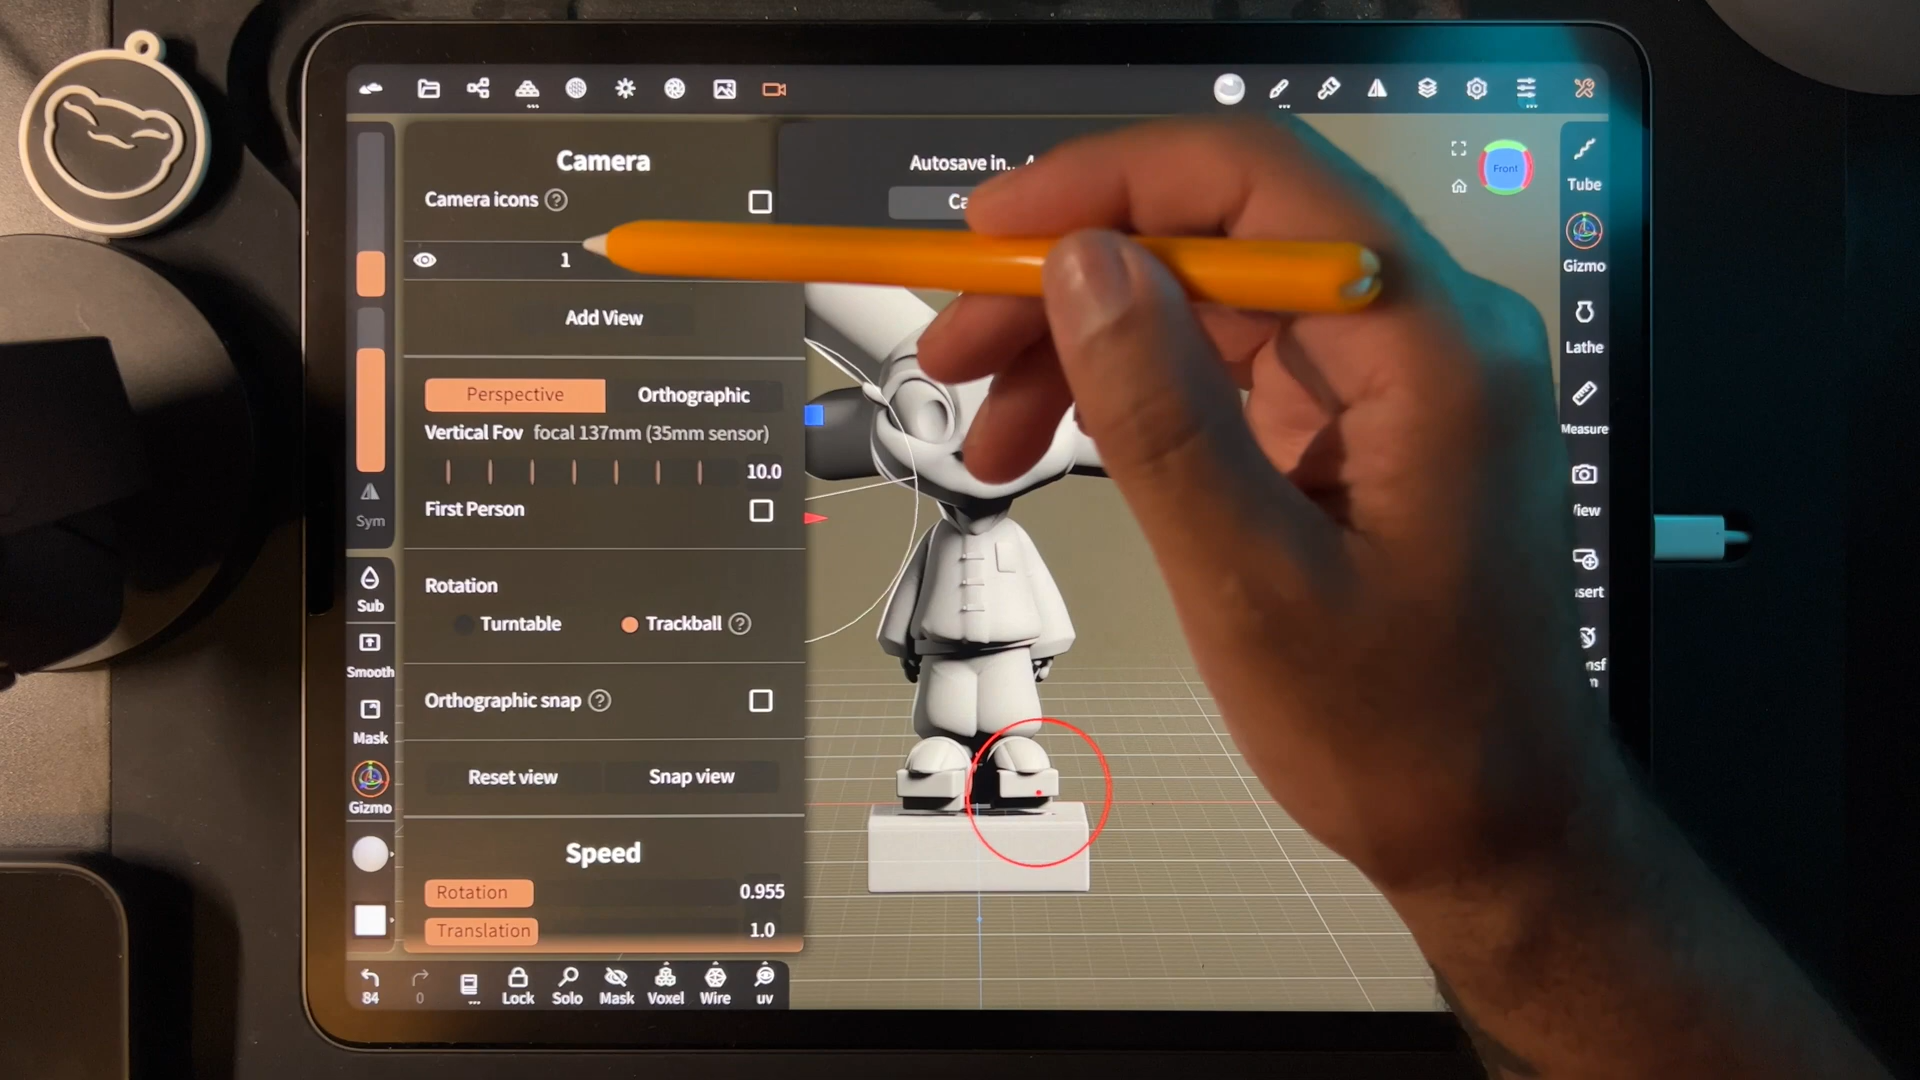 Camera
Autosave in..
Camera icons ?
1
Add View
Perspective Orthographic
Vertical Fov focal 137mm (35mm sensor)
10.0
First Person
Rotation
Turntable Trackball ?
Orthographic snap ?
Reset view Snap view
Speed
Rotation 0.955
Translation 1.0
Sym
Sub
Smooth
Mask
Gizmo
84 0 ... Lock Solo Mask Voxel Wire uv
Front
Tube
Gizmo
Lathe
Measure